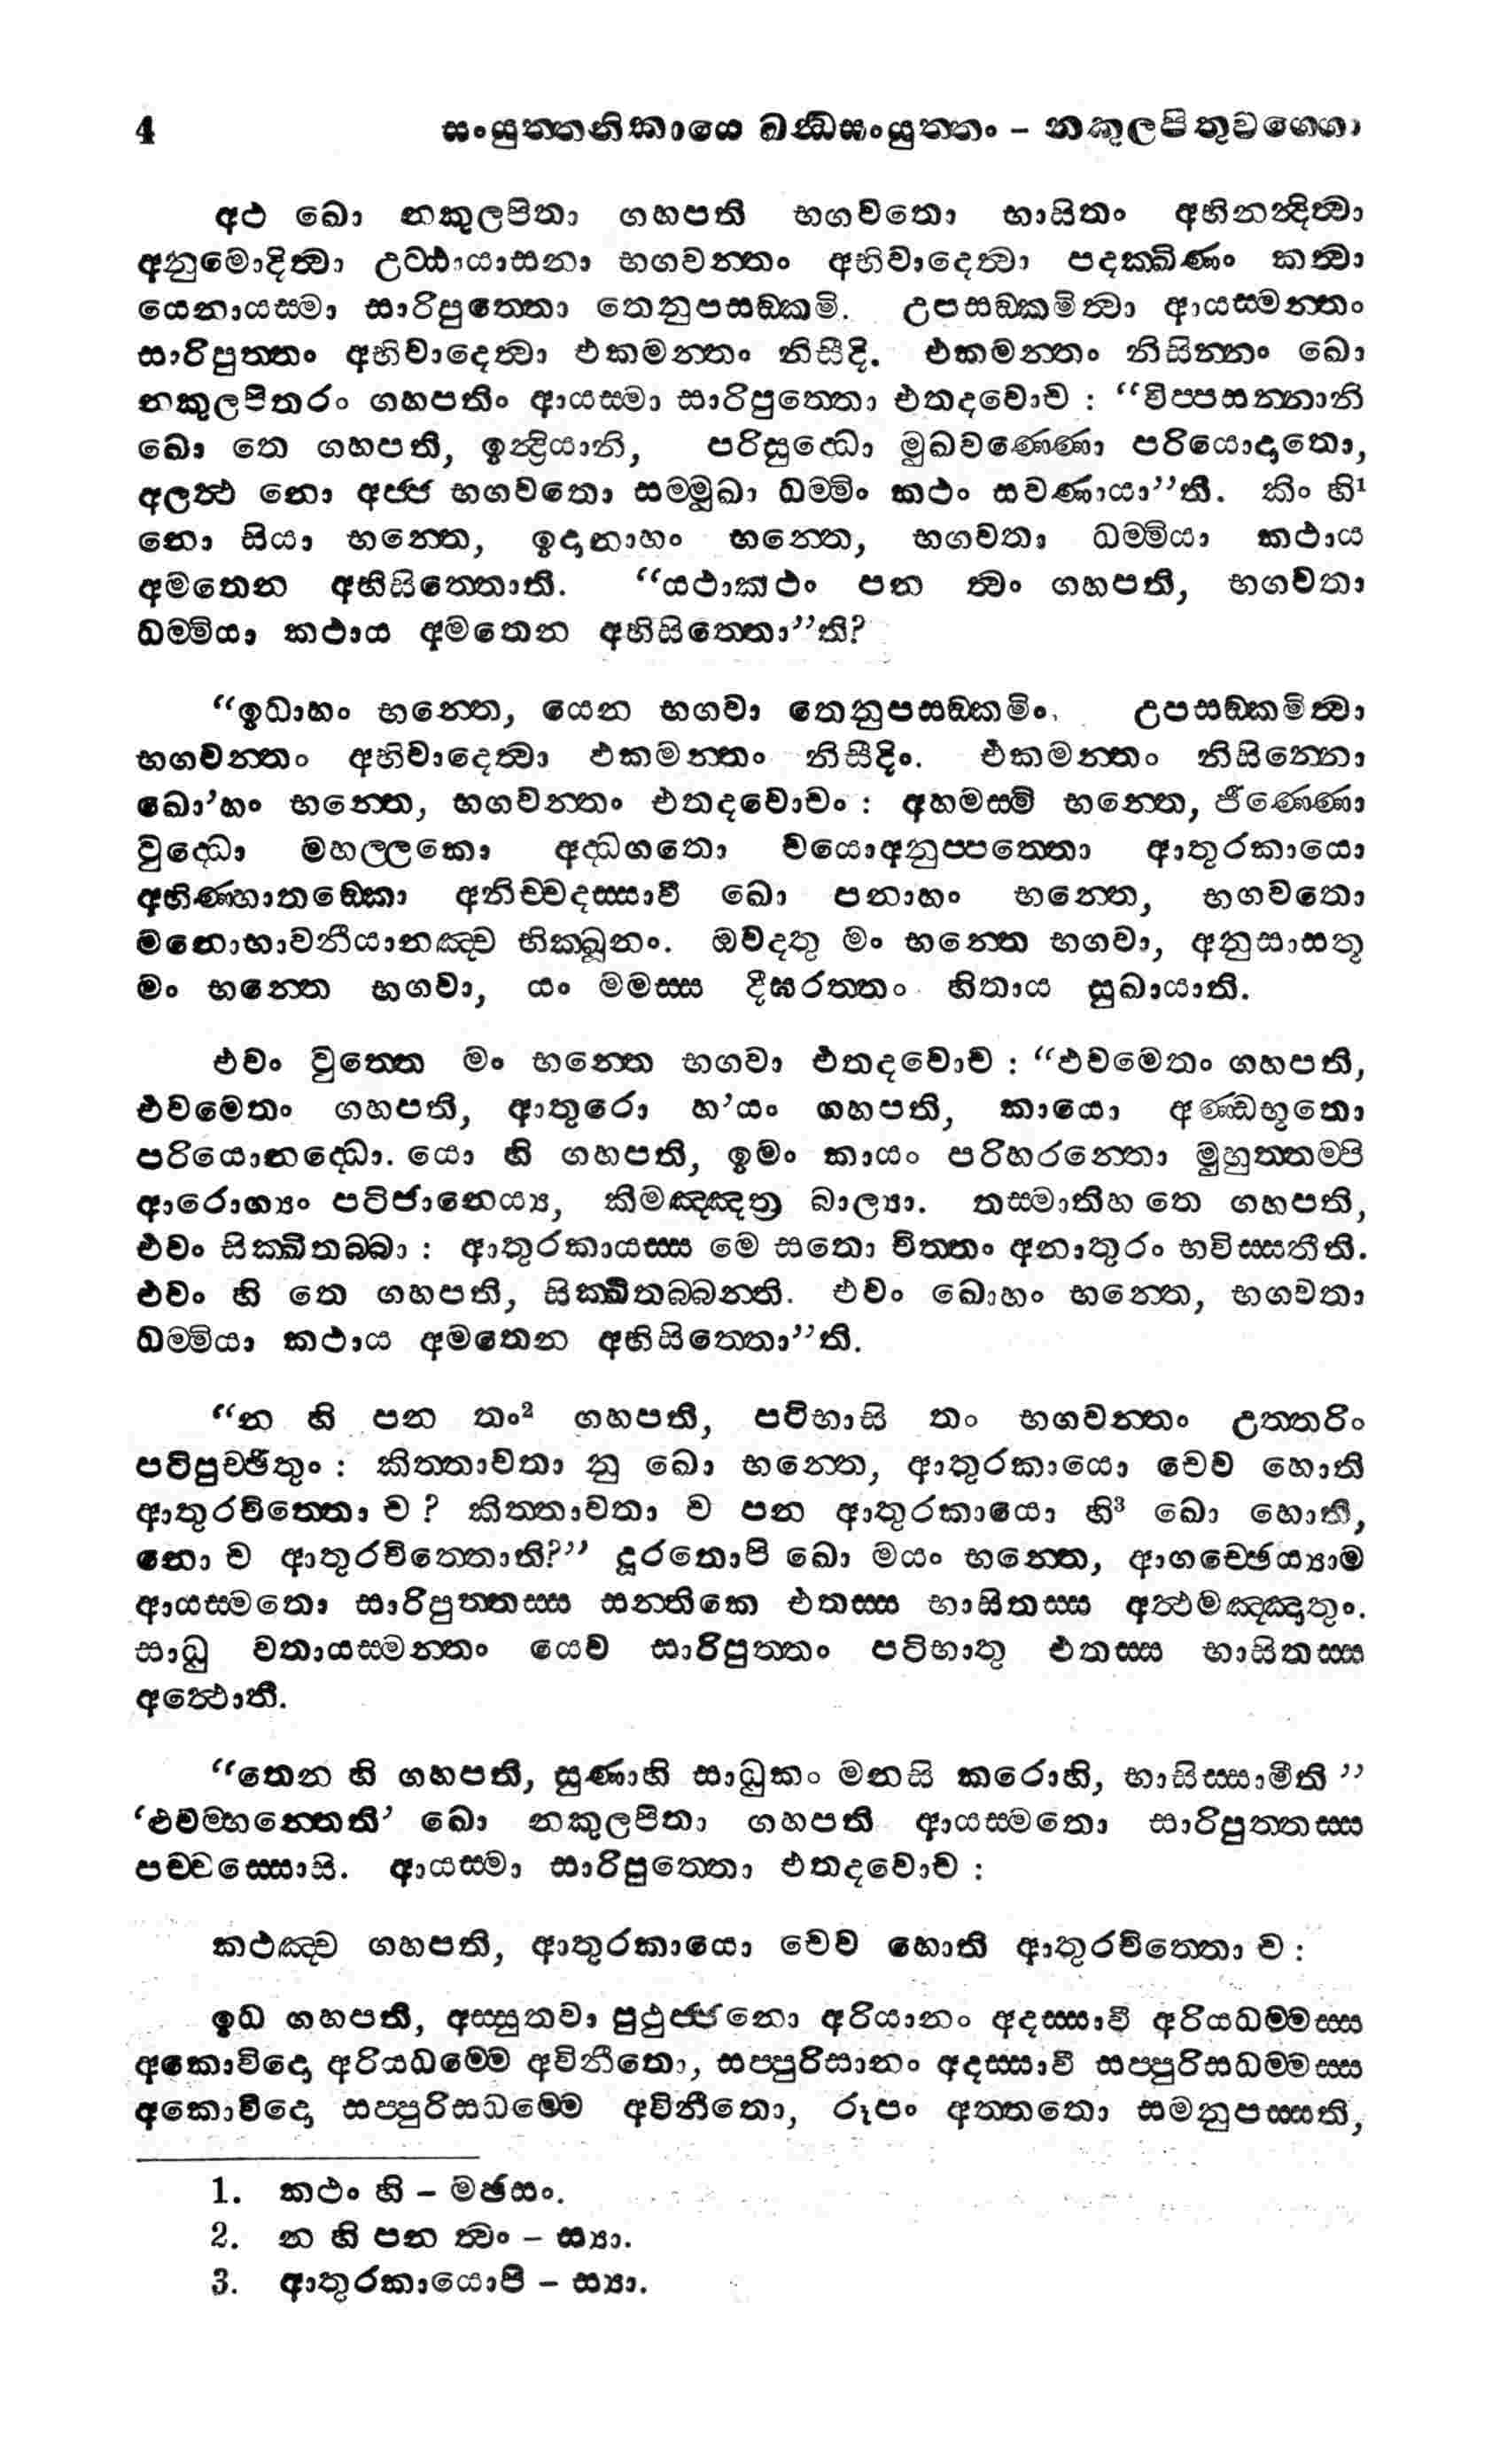 4 සංයුත්තනිකායෙ ඛන්ධසංයුත්තං – නකුලපිතුවග්ගො
අථ ඛො නකුලපිතා ගහපති භගවතො භාසිතං අභිනන්දිත්වා
අනුමොදිත්වා උට්ඨායාසනා භගවන්තං අභිවාදෙත්වා පදක්ඛිණං කත්වා
යෙනායස්මා සාරිපුත්තො තෙනුපසඞ්කමි. උපසඞ්කමිත්වා ආයස්මන්තං
සාරිපුත්තං අභිවාදෙත්වා එකමන්තං නිසීදි. එකමන්තං නිසින්නං ඛො
නකුලපිතරං ගහපතිං ආයස්මා සාරිපුත්තො එතදවොච : “විප්පසන්නානි
ඛො තෙ ගහපති, ඉන්ද්‍රියානි, පරිසුද්ධො මුඛවණ්ණො පරියොදාතො,
අලත්ථ නො අජ්ජ භගවතො සම්මුඛා ධම්මිං කථං සවණායා”ති. කිං හි¹
නො සියා භන්තෙ, ඉදානාහං භන්තෙ, භගවතා ධම්මියා කථාය
අමතෙන අභිසිත්තොති. “යථාකථං පන ත්වං ගහපති, භගවතා
ධම්මියා කථාය අමතෙන අභිසිත්තො”ති?
“ඉධාහං භන්තෙ, යෙන භගවා තෙනුපසඞ්කමිං. උපසඞ්කමිත්වා
භගවන්තං අභිවාදෙත්වා එකමන්තං නිසීදිං. එකමන්තං නිසින්නො
ඛො’හං භන්තෙ, භගවන්තං එතදවොචං : අහමස්මි භන්තෙ, ජිණ්ණො
වුද්ධො මහල්ලකො අද්ධගතො වයොඅනුප්පත්තො ආතුරකායො
අභිණ්හාතඞ්කො අනිච්චදස්සාවී ඛො පනාහං භන්තෙ, භගවතො
මනොභාවනීයානඤ්ච භික්ඛූනං. ඔවදතු මං භන්තෙ භගවා, අනුසාසතු
මං භන්තෙ භගවා, යං මමස්ස දීඝරත්තං හිතාය සුඛායාති.
එවං වුත්තෙ මං භන්තෙ භගවා එතදවොච : “එවමෙතං ගහපති,
එවමෙතං ගහපති, ආතුරො හ’යං ගහපති, කායො අණ්ඩභූතො
පරියොනද්ධො. යො හි ගහපති, ඉමං කායං පරිහරන්තො මුහුත්තම්පි
ආරොග්‍යං පටිජානෙය්‍ය, කිමඤ්ඤත්‍ර බාල්‍යා. තස්මාතිහ තෙ ගහපති,
එවං සික්ඛිතබ්බා : ආතුරකායස්ස මෙ සතො චිත්තං අනාතුරං භවිස්සතීති.
එවං හි තෙ ගහපති, සික්ඛිතබ්බන්ති. එවං ඛොහං භන්තෙ, භගවතා
ධම්මියා කථාය අමතෙන අභිසිත්තො”ති.
“න හි පන තං² ගහපති, පටිභාසි තං භගවන්තං උත්තරිං
පටිපුච්ඡිතුං : කිත්තාවතා නු ඛො භන්තෙ, ආතුරකායො චෙව හොති
ආතුරචිත්තො ච ? කිත්තාවතා ච පන ආතුරකායො හි³ ඛො හොති,
නො ච ආතුරචිත්තොති?” දූරතොපි ඛො මයං භන්තෙ, ආගච්ඡෙය්‍යාම
ආයස්මතො සාරිපුත්තස්ස සන්තිකෙ එතස්ස භාසිතස්ස අත්ථමඤ්ඤාතුං.
සාධු වතායස්මන්තං යෙව සාරිපුත්තං පටිභාතු එතස්ස භාසිතස්ස
අත්ථොති.
“තෙන හි ගහපති, සුණාහි සාධුකං මනසි කරොහි, භාසිස්සාමීති ”
‘එවම්භන්තෙති’ ඛො නකුලපිතා ගහපති ආයස්මතො සාරිපුත්තස්ස
පච්චස්සොසි. ආයස්මා සාරිපුත්තො එතදවොච :
කථඤ්ච ගහපති, ආතුරකායො චෙව හොති ආතුරචිත්තො ච :
ඉධ ගහපති, අස්සුතවා පුථුජ්ජනො අරියානං අදස්සාවී අරියධම්මස්ස
අකොවිදො අරියධම්මෙ අවිනීතො, සප්පුරිසානං අදස්සාවී සප්පුරිසධම්මස්ස
අකොවිදො සප්පුරිසධම්මෙ අවිනීතො, රූපං අත්තතො සමනුපස්සති,
1. කථං හි – මඡසං.
2. න හි පන ත්වං – ස්‍යා.
3. ආතුරකායොපි – ස්‍යා.